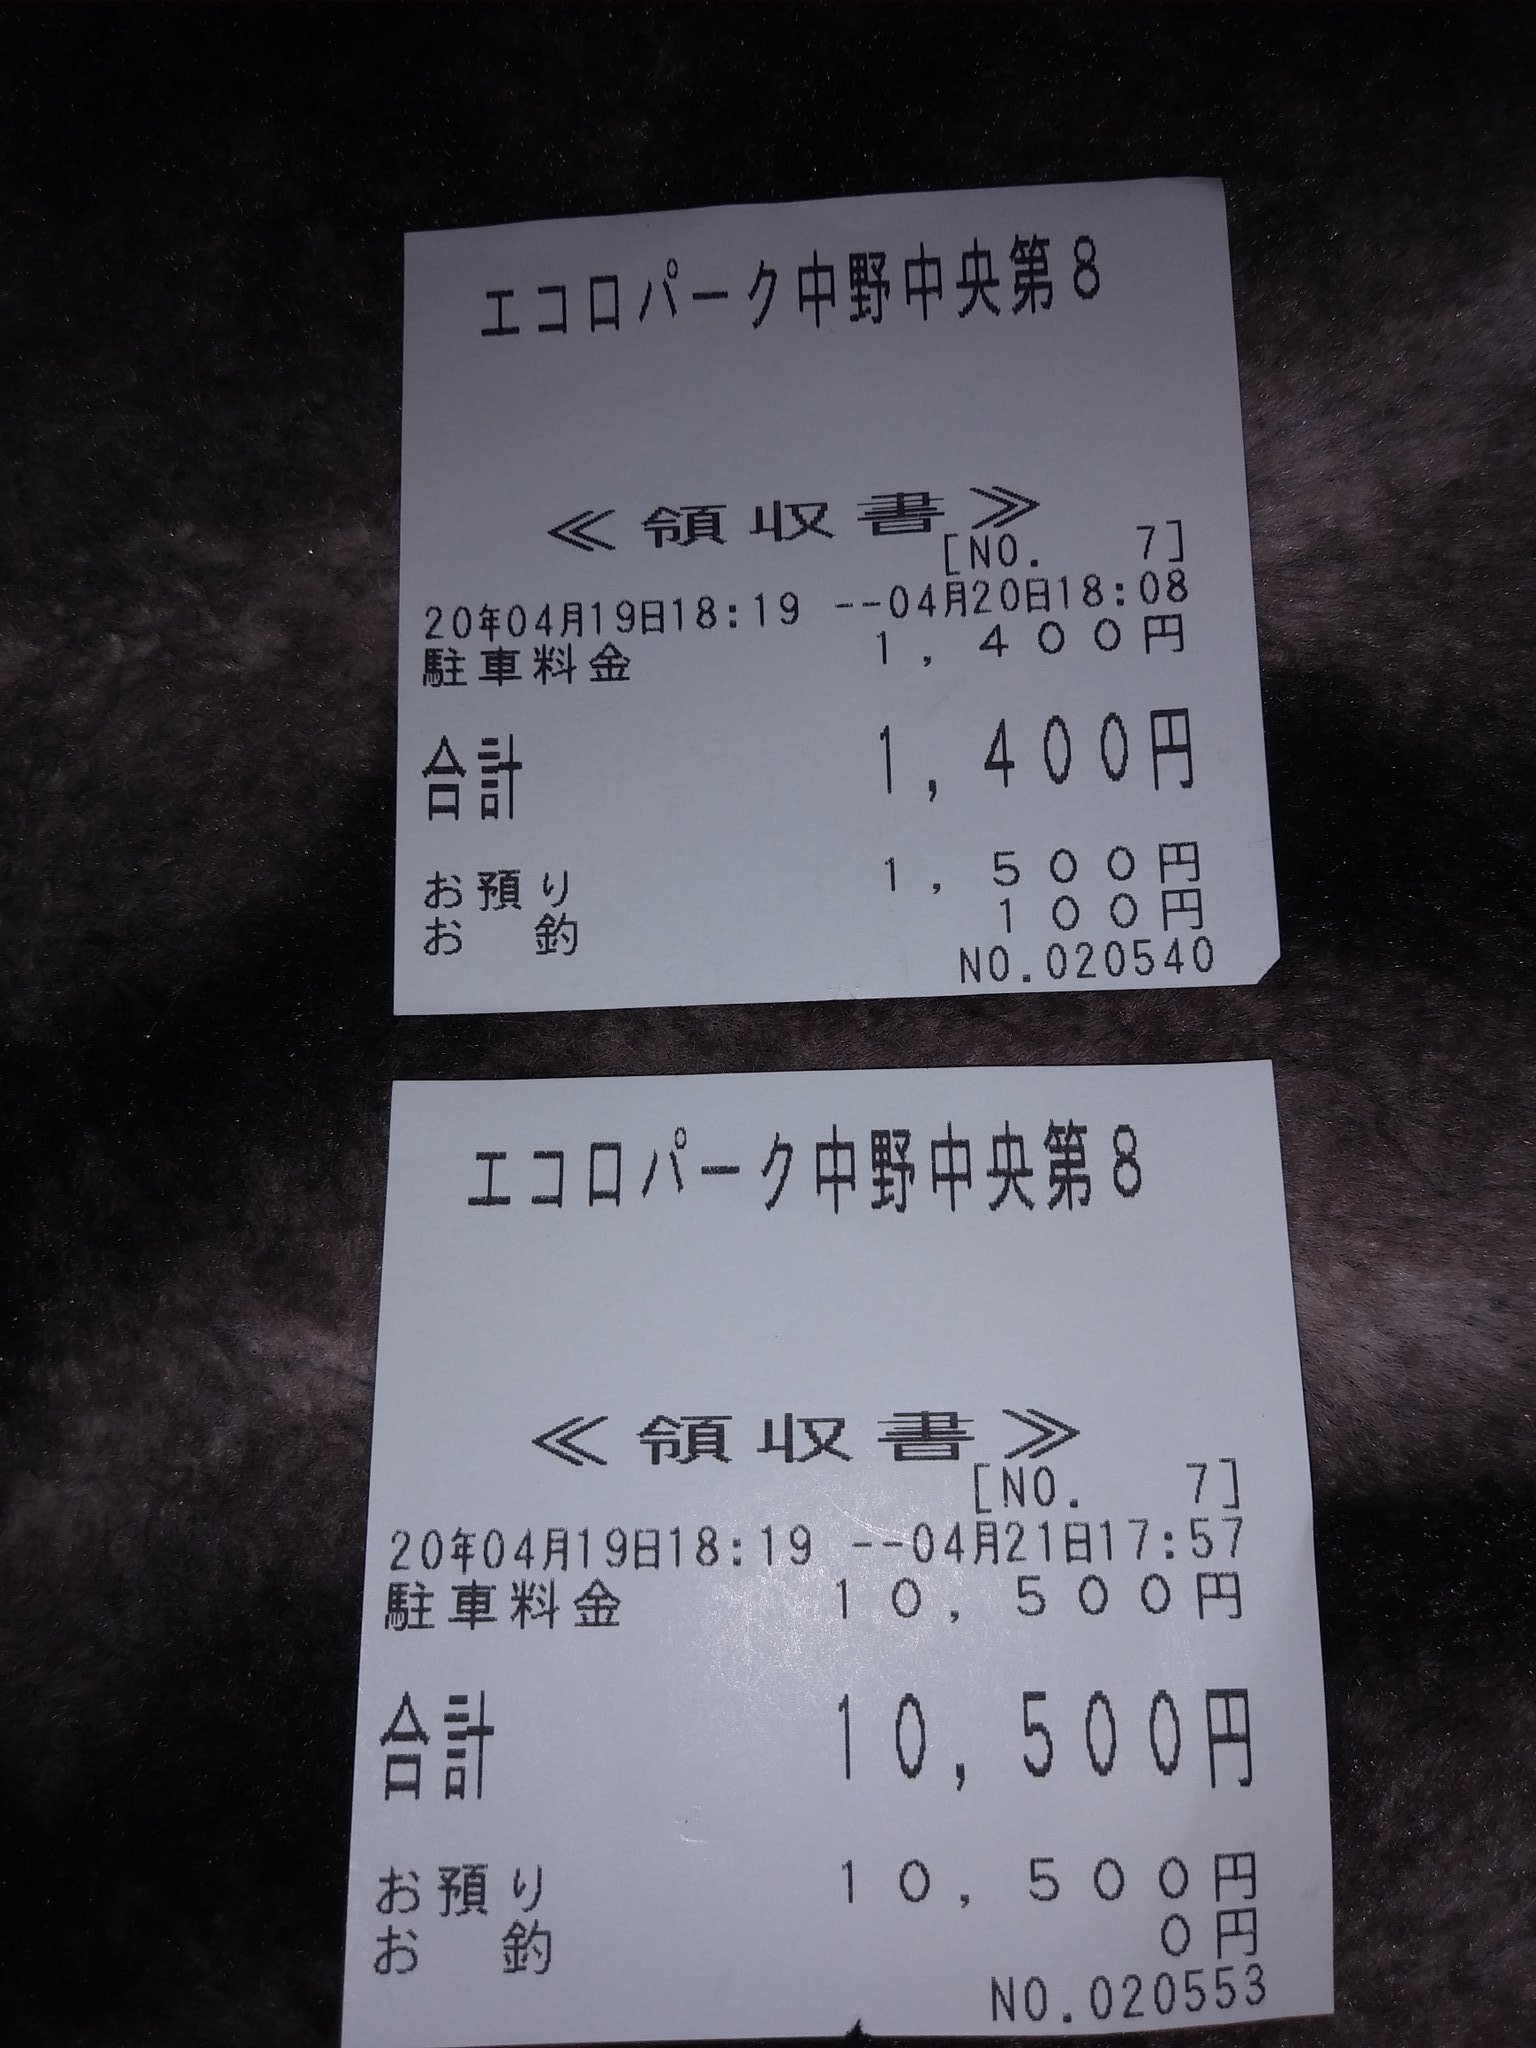 エコロパーク中野中央第8
≪領収書≫
[NO. 7]
20年04月19日18:19 --04月20日18:08
駐車料金 1,400円
合計 1,400円
お預り 1,500円
お 釣 100円
NO.020540
エコロパーク中野中央第8
≪領収書≫
[NO. 7]
20年04月19日18:19 --04月21日17:57
駐車料金 10,500円
合計 10,500円
お預り 10,500円
お 釣 0円
NO.020553